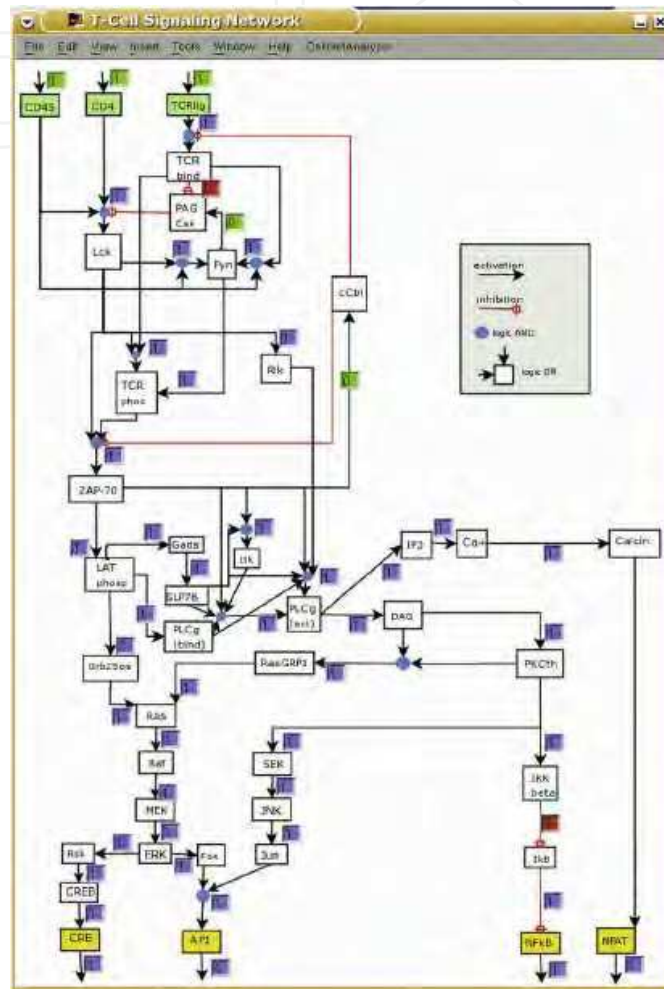 T-Cell Signaling Network
File Edit View Insert Tools Window Help
CD45
CD4
TCRlig
TCR
bind
PAG
Csk
Lck
Fyn
cCbl
activation
inhibition
logic AND
logic OR
TCR
phos
Rlk
ZAP-70
Gads
Itk
LAT
phosp
SLP76
PLCg
(bind)
PLCg
(act)
IP3
Ca+
Calcin
DAG
Grb2Sos
RasGRP1
PKCth
Ras
Raf
SEK
IKK
beta
MEK
JNK
Rsk
ERK
Fos
Jun
IkB
CREB
CRE
AP1
NFkB
NFAT